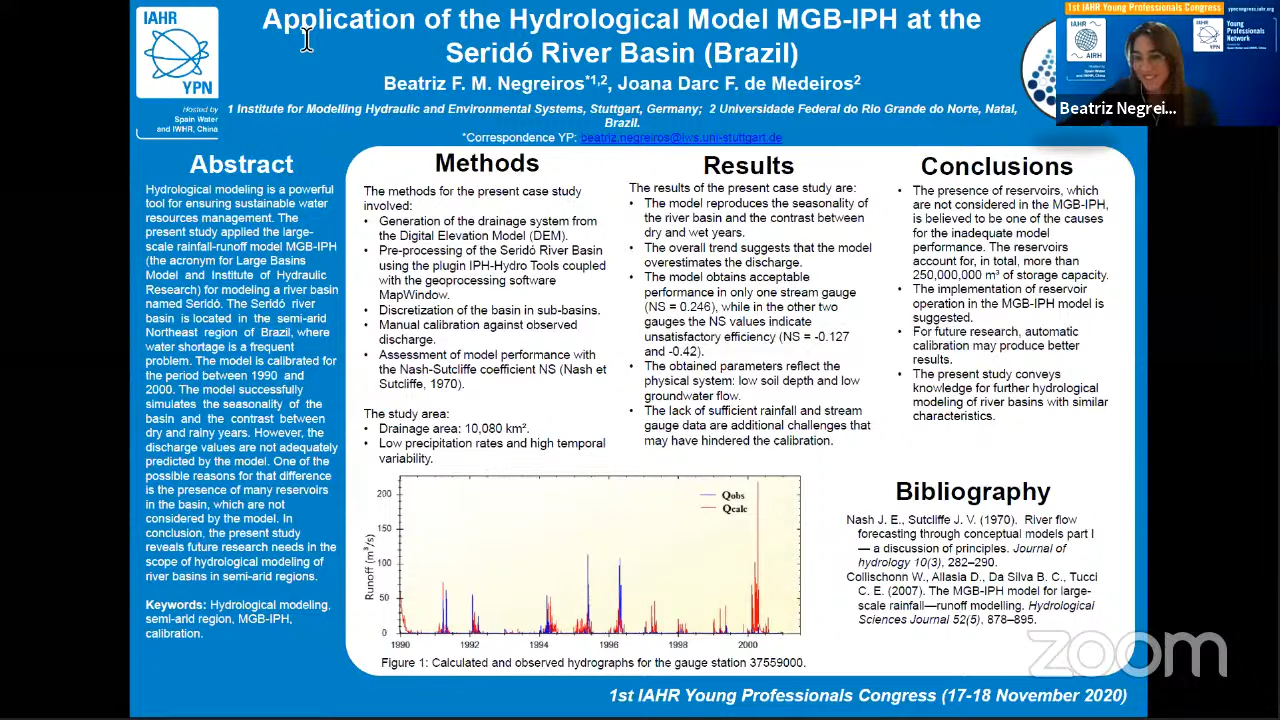 IAHR
YPN
Hosted by
Spain Water
and IWHR, China
Application of the Hydrological Model MGB-IPH at the
Seridó River Basin (Brazil)
Beatriz F. M. Negreiros*1,2, Joana Darc F. de Medeiros2
1 Institute for Modelling Hydraulic and Environmental Systems, Stuttgart, Germany; 2 Universidade Federal do Rio Grande do Norte, Natal,
Brazil.
*Correspondence YP: beatriz.negreiros@iws.uni-stuttgart.de
1st IAHR Young Professionals Congress
ypncongress.iahr.org
IAHR
AIRH
Hosted by
Spain Water
and IWHR, China
IAHR
YPN
Young
Professionals
Network
Beatriz Negrei...
Abstract
Hydrological modeling is a powerful
tool for ensuring sustainable water
resources management. The
present study applied the large-
scale rainfall-runoff model MGB-IPH
(the acronym for Large Basins
Model and Institute of Hydraulic
Research) for modeling a river basin
named Seridó. The Seridó river
basin is located in the semi-arid
Northeast region of Brazil, where
water shortage is a frequent
problem. The model is calibrated for
the period between 1990 and
2000. The model successfully
simulates the seasonality of the
basin and the contrast between
dry and rainy years. However, the
discharge values are not adequately
predicted by the model. One of the
possible reasons for that difference
is the presence of many reservoirs
in the basin, which are not
considered by the model. In
conclusion, the present study
reveals future research needs in the
scope of hydrological modeling of
river basins in semi-arid regions.
Keywords: Hydrological modeling,
semi-arid region, MGB-IPH,
calibration.
Methods
The methods for the present case study
involved:
• Generation of the drainage system from
the Digital Elevation Model (DEM).
• Pre-processing of the Seridó River Basin
using the plugin IPH-Hydro Tools coupled
with the geoprocessing software
MapWindow.
• Discretization of the basin in sub-basins.
• Manual calibration against observed
discharge.
• Assessment of model performance with
the Nash-Sutcliffe coefficient NS (Nash et
Sutcliffe, 1970).
The study area:
• Drainage area: 10,080 km².
• Low precipitation rates and high temporal
variability.
Results
The results of the present case study are:
• The model reproduces the seasonality of
the river basin and the contrast between
dry and wet years.
• The overall trend suggests that the model
overestimates the discharge.
• The model obtains acceptable
performance in only one stream gauge
(NS = 0.246), while in the other two
gauges the NS values indicate
unsatisfactory efficiency (NS = -0.127
and -0.42).
• The obtained parameters reflect the
physical system: low soil depth and low
groundwater flow.
• The lack of sufficient rainfall and stream
gauge data are additional challenges that
may have hindered the calibration.
Runoff (m³/s)
200
150
100
50
0
1990 1992 1994 1996 1998 2000
Qobs
Qcalc
Figure 1: Calculated and observed hydrographs for the gauge station 37559000.
Conclusions
• The presence of reservoirs, which
are not considered in the MGB-IPH,
is believed to be one of the causes
for the inadequate model
performance. The reservoirs
account for, in total, more than
250,000,000 m³ of storage capacity.
• The implementation of reservoir
operation in the MGB-IPH model is
suggested.
• For future research, automatic
calibration may produce better
results.
• The present study conveys
knowledge for further hydrological
modeling of river basins with similar
characteristics.
Bibliography
Nash J. E., Sutcliffe J. V. (1970). River flow
forecasting through conceptual models part I
— a discussion of principles. Journal of
hydrology 10(3), 282–290.
Collischonn W., Allasia D., Da Silva B. C., Tucci
C. E. (2007). The MGB-IPH model for large-
scale rainfall—runoff modelling. Hydrological
Sciences Journal 52(5), 878–895.
zoom
1st IAHR Young Professionals Congress (17-18 November 2020)